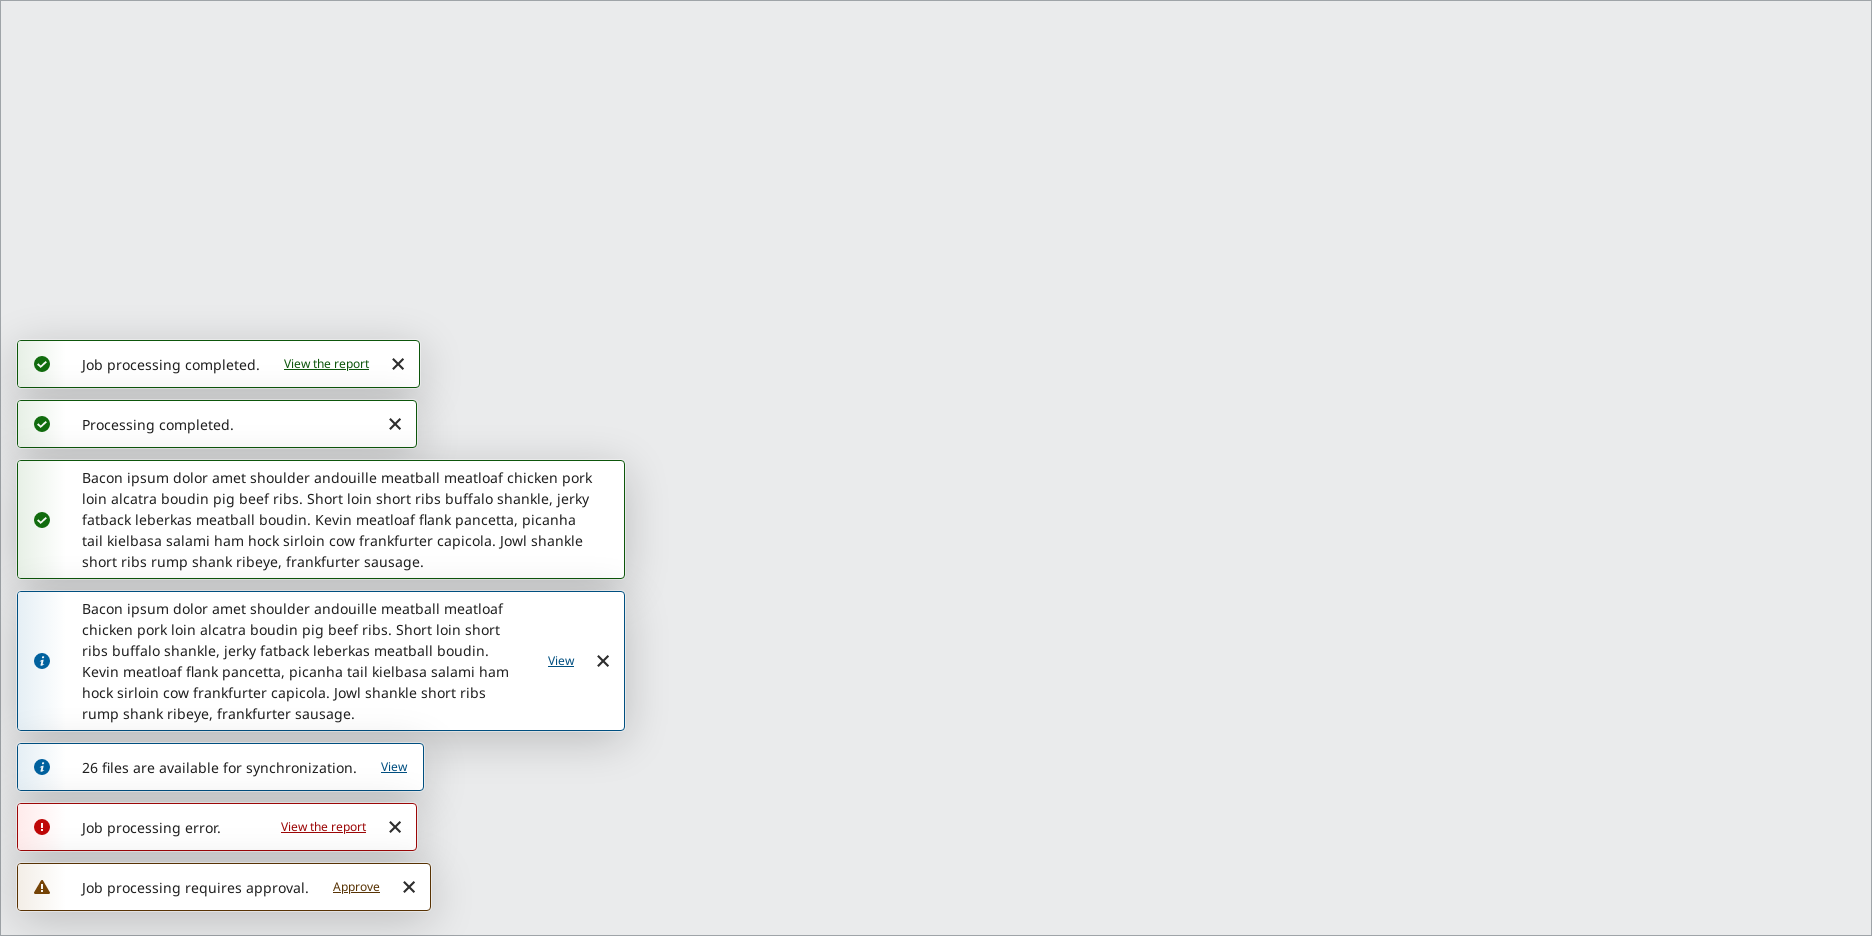 Job processing completed. View the report
Processing completed.
Bacon ipsum dolor amet shoulder andouille meatball meatloaf chicken pork
loin alcatra boudin pig beef ribs. Short loin short ribs buffalo shankle, jerky
fatback leberkas meatball boudin. Kevin meatloaf flank pancetta, picanha
tail kielbasa salami ham hock sirloin cow frankfurter capicola. Jowl shankle
short ribs rump shank ribeye, frankfurter sausage.
Bacon ipsum dolor amet shoulder andouille meatball meatloaf
chicken pork loin alcatra boudin pig beef ribs. Short loin short
ribs buffalo shankle, jerky fatback leberkas meatball boudin.
Kevin meatloaf flank pancetta, picanha tail kielbasa salami ham
hock sirloin cow frankfurter capicola. Jowl shankle short ribs
rump shank ribeye, frankfurter sausage.
View
26 files are available for synchronization. View
Job processing error. View the report
Job processing requires approval. Approve